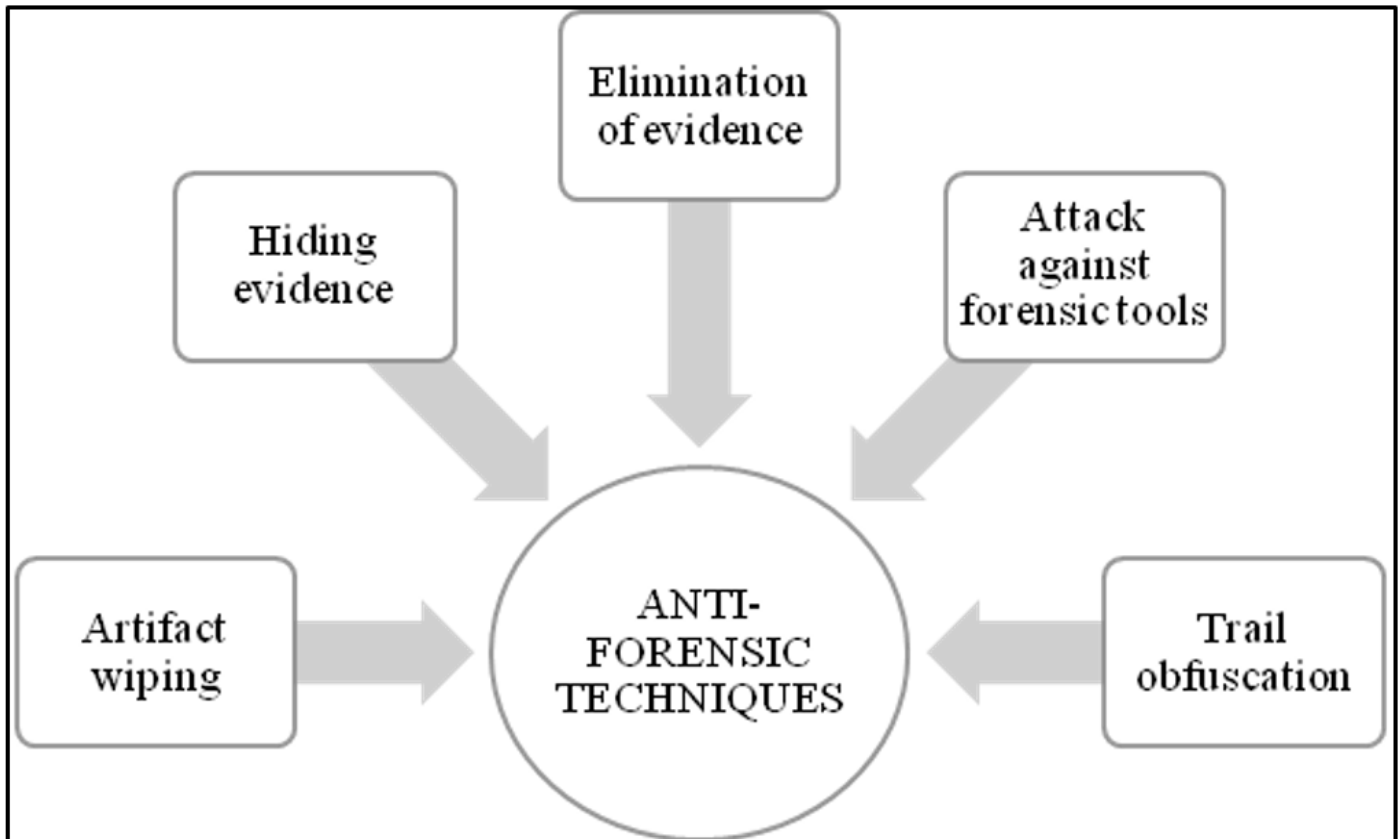 Elimination
of evidence
Hiding
evidence
Attack
against
forensic tools
Artifact
wiping
ANTI-
FORENSIC
TECHNIQUES
Trail
obfuscation